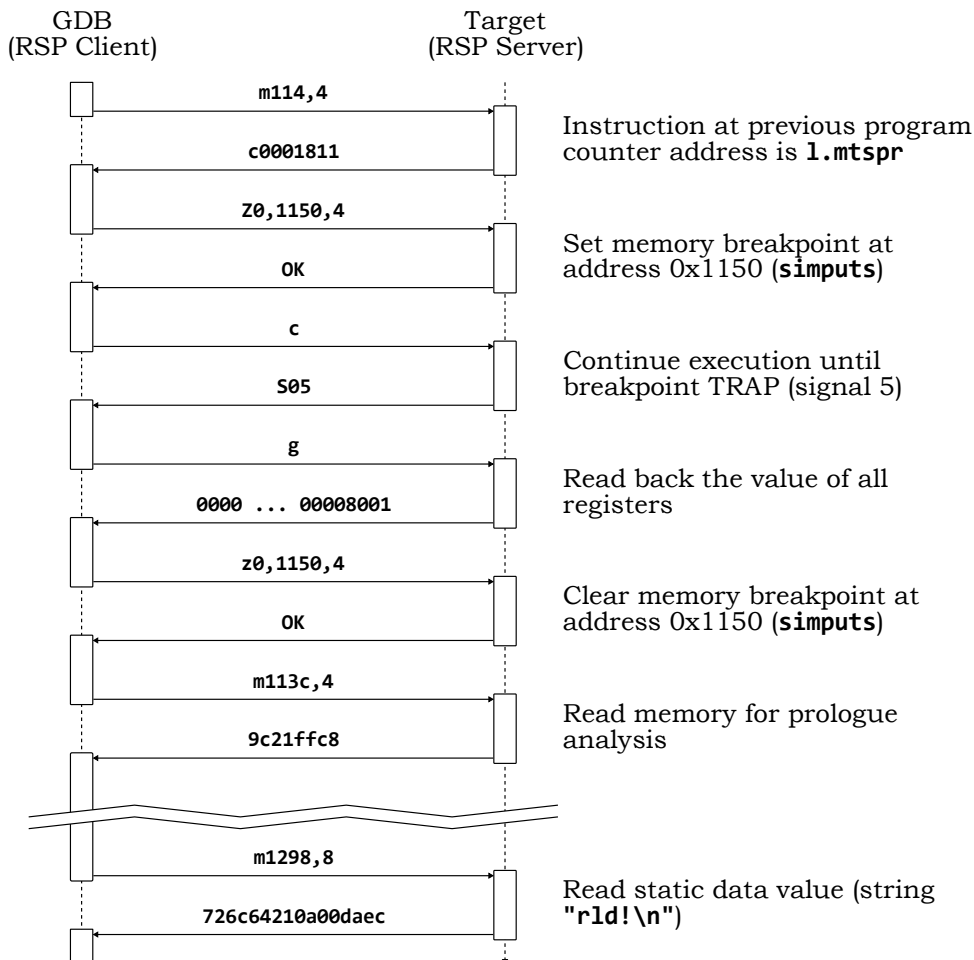 GDB
(RSP Client)
Target
(RSP Server)
m114,4
Instruction at previous program
counter address is l.mtspr
c0001811
Z0,1150,4
Set memory breakpoint at
address 0x1150 (simputs)
OK
c
Continue execution until
breakpoint TRAP (signal 5)
S05
g
Read back the value of all
registers
0000 ... 00008001
z0,1150,4
Clear memory breakpoint at
address 0x1150 (simputs)
OK
m113c,4
Read memory for prologue
analysis
9c21ffc8
m1298,8
Read static data value (string
"rld!\n")
726c64210a00daec